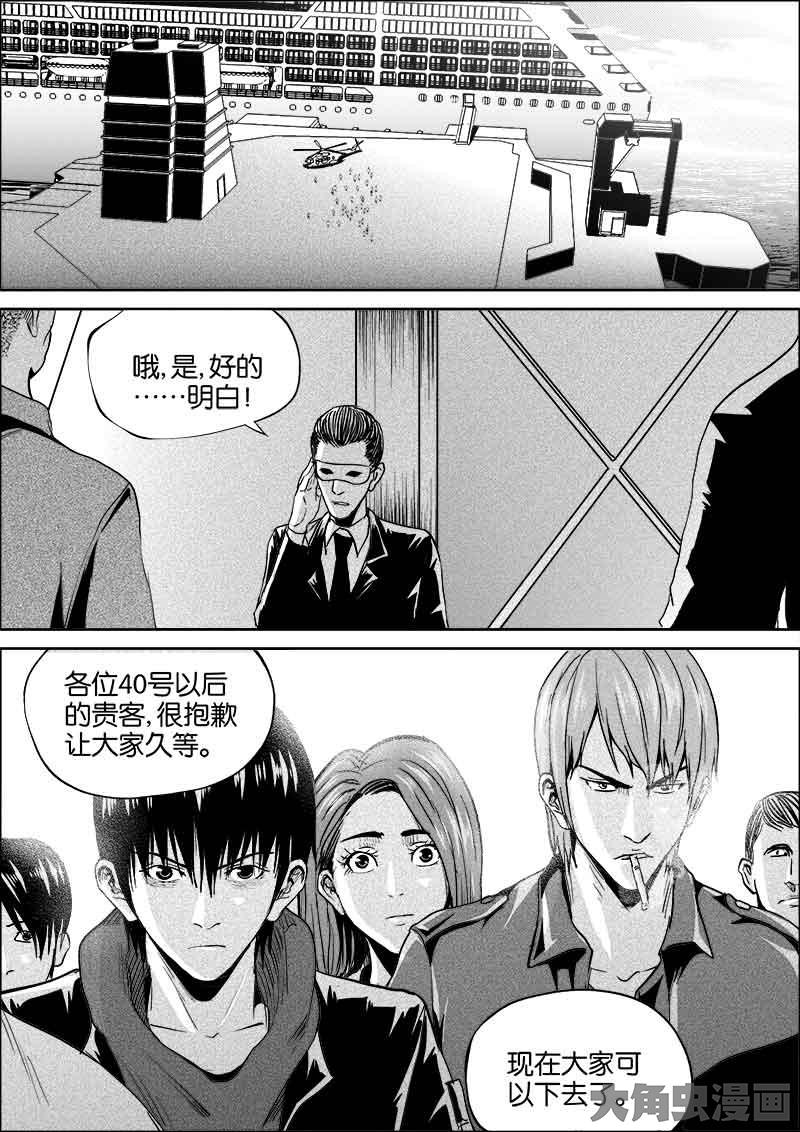 哦,是,好的
……明白!
各位40号以后
的贵客,很抱歉
让大家久等。
现在大家可
以下去了。
大角虫漫画